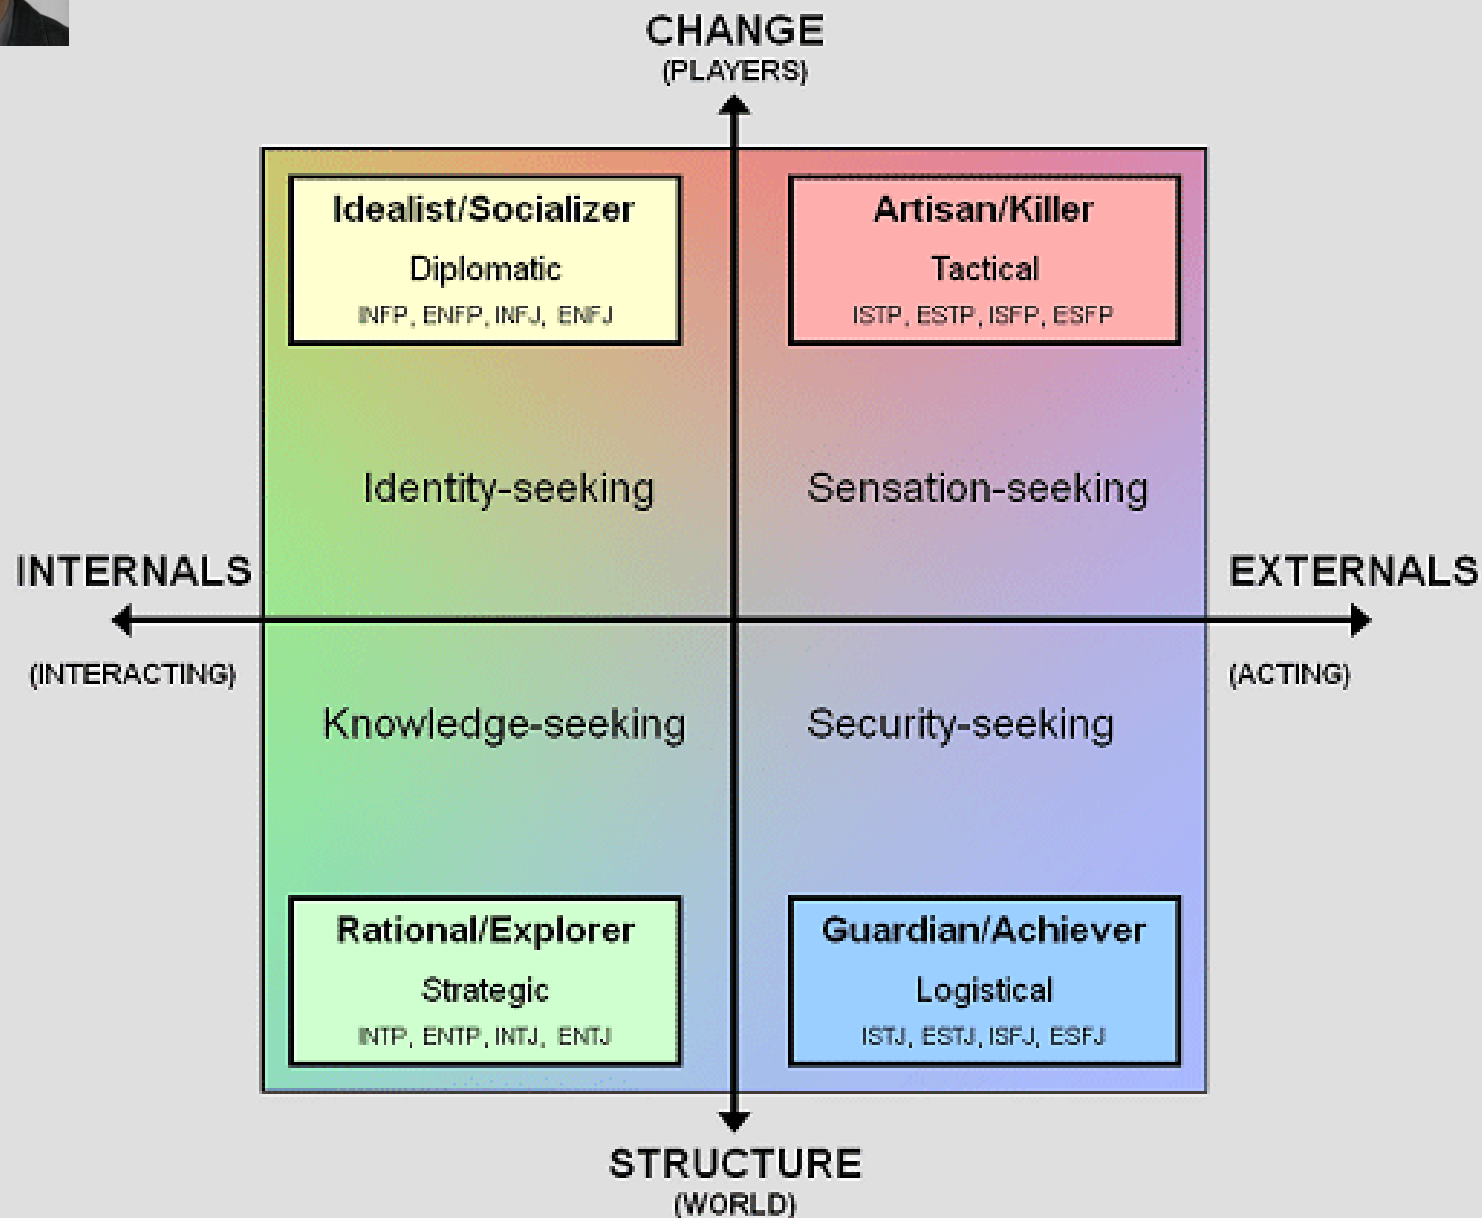 CHANGE
(PLAYERS)
Idealist/Socializer
Diplomatic
INFP, ENFP, INFJ, ENFJ
Artisan/Killer
Tactical
ISTP, ESTP, ISFP, ESFP
Identity-seeking
Sensation-seeking
INTERNALS
(INTERACTING)
EXTERNALS
(ACTING)
Knowledge-seeking
Security-seeking
Rational/Explorer
Strategic
INTP, ENTP, INTJ, ENTJ
Guardian/Achiever
Logistical
ISTJ, ESTJ, ISFJ, ESFJ
STRUCTURE
(WORLD)